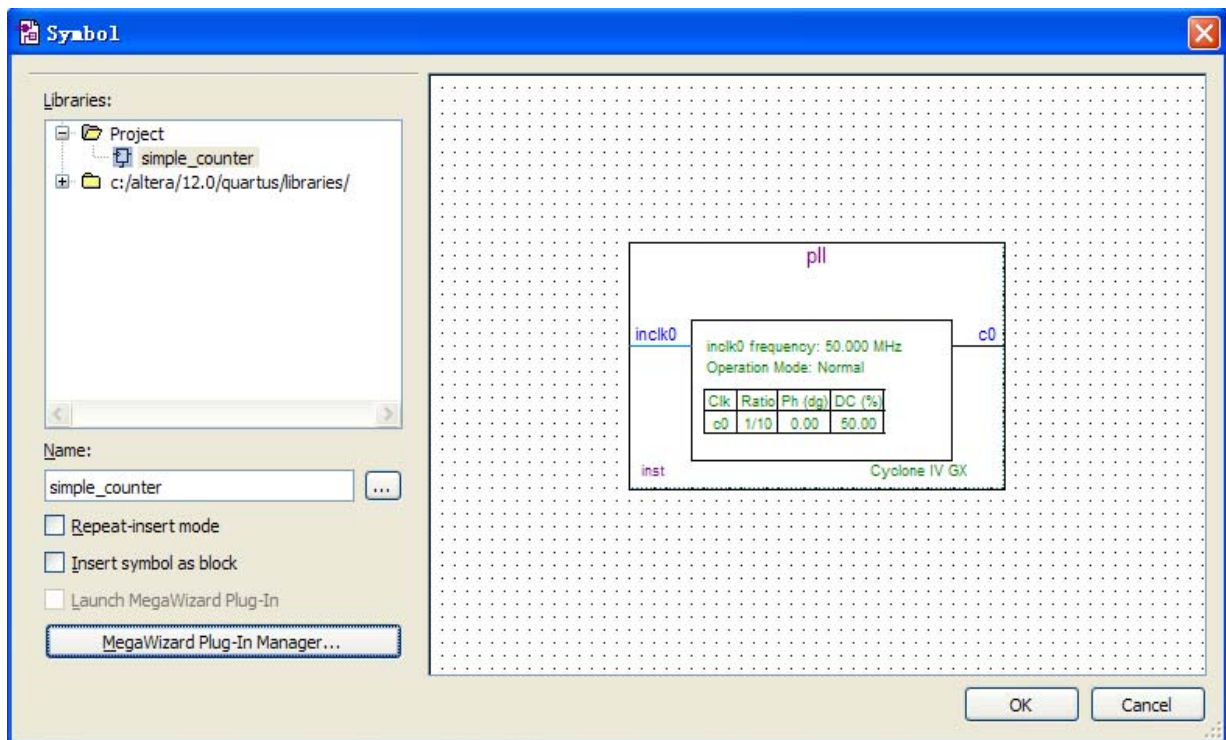 Symbol
Libraries:
Project
simple_counter
c:/altera/12.0/quartus/libraries/
Name:
simple_counter
...
Repeat-insert mode
Insert symbol as block
Launch MegaWizard Plug-In
MegaWizard Plug-In Manager...
pll
inclk0
c0
inclk0 frequency: 50.000 MHz
Operation Mode: Normal
Clk Ratio Ph (dg) DC (%)
c0 1/10 0.00 50.00
inst
Cyclone IV GX
OK
Cancel